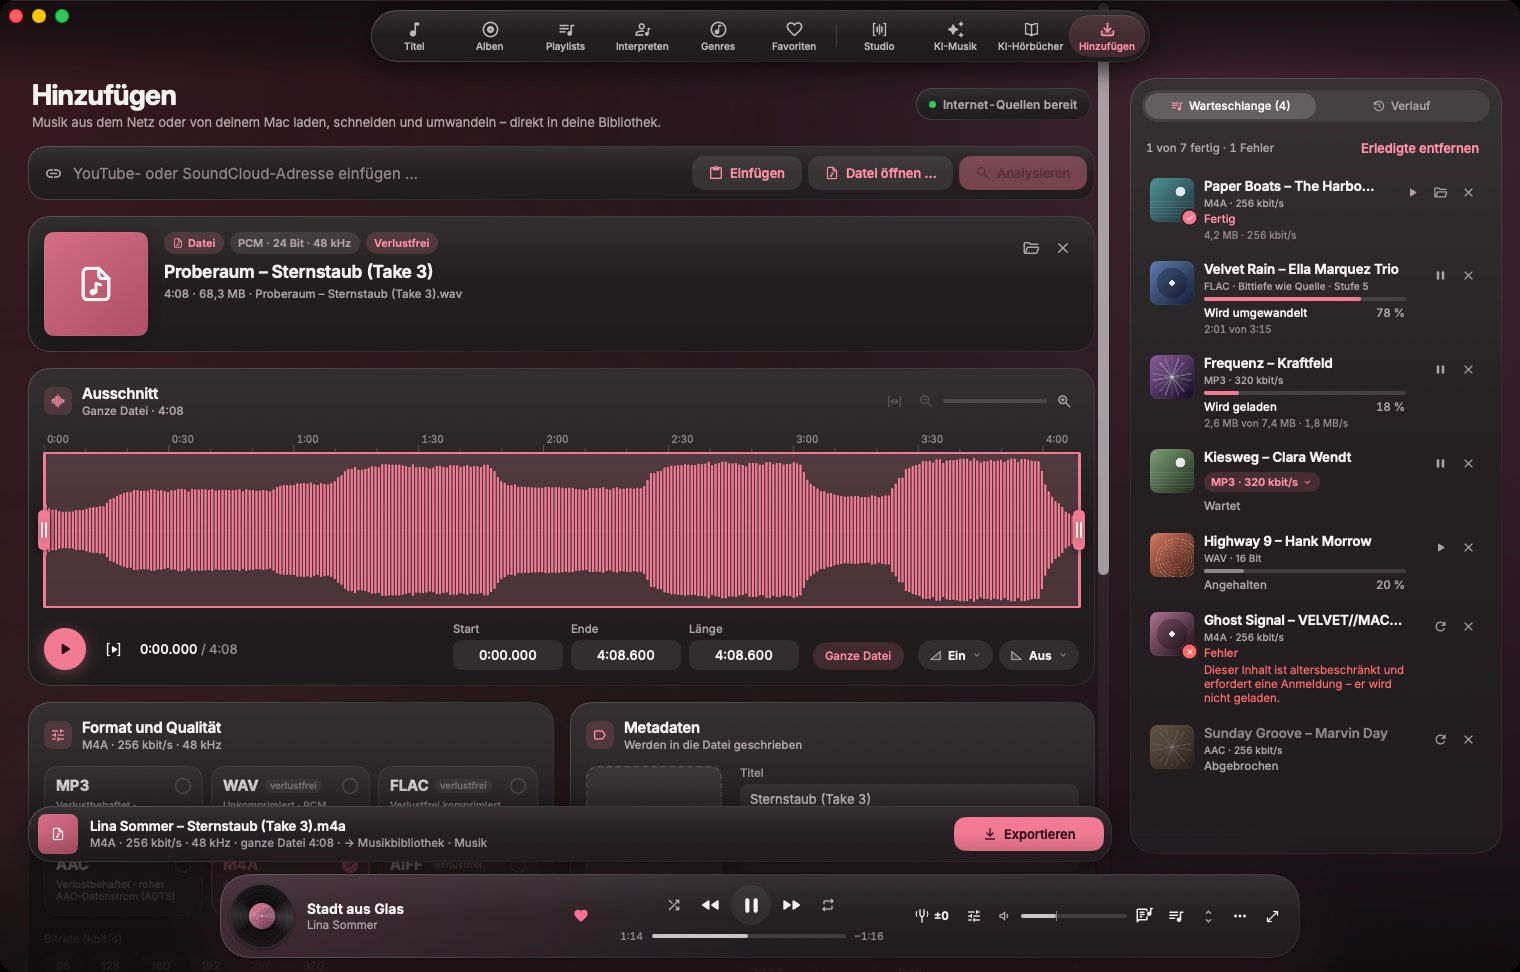 Titel
Alben
Playlists
Interpreten
Genres
Favoriten
Studio
KI-Musik
KI-Hörbücher
Hinzufügen
Hinzufügen
Musik aus dem Netz oder von deinem Mac laden, schneiden und umwandeln – direkt in deine Bibliothek.
Internet-Quellen bereit
YouTube- oder SoundCloud-Adresse einfügen ...
Einfügen
Datei öffnen ...
Analysieren
Datei
PCM · 24 Bit · 48 kHz
Verlustfrei
Proberaum – Sternstaub (Take 3)
4:08 · 68,3 MB · Proberaum – Sternstaub (Take 3).wav
Ausschnitt
Ganze Datei · 4:08
0:00
0:30
1:00
1:30
2:00
2:30
3:00
3:30
4:00
0:00.000 / 4:08
Start
0:00.000
Ende
4:08.600
Länge
4:08.600
Ganze Datei
Ein
Aus
Format und Qualität
M4A · 256 kbit/s · 48 kHz
MP3
Verlustbehaftet ·
WAV verlustfrei
Unkomprimiert · PCM
FLAC verlustfrei
Verlustfrei komprimiert
AAC
Verlustbehaftet · roher
AAC-Datenstrom (ADTS)
M4A
AIFF verlustfrei
Bitrate (kbit/s)
96
128
160
192
256
320
Metadaten
Werden in die Datei geschrieben
Titel
Sternstaub (Take 3)
Lina Sommer – Sternstaub (Take 3).m4a
M4A · 256 kbit/s · 48 kHz · ganze Datei 4:08 · → Musikbibliothek · Musik
Exportieren
Warteschlange (4)
Verlauf
1 von 7 fertig · 1 Fehler
Erledigte entfernen
Paper Boats – The Harbo...
M4A · 256 kbit/s
Fertig
4,2 MB · 256 kbit/s
Velvet Rain – Ella Marquez Trio
FLAC · Bittiefe wie Quelle · Stufe 5
Wird umgewandelt
78 %
2:01 von 3:15
Frequenz – Kraftfeld
MP3 · 320 kbit/s
Wird geladen
18 %
2,6 MB von 7,4 MB · 1,8 MB/s
Kiesweg – Clara Wendt
MP3 · 320 kbit/s
Wartet
Highway 9 – Hank Morrow
WAV · 16 Bit
Angehalten
20 %
Ghost Signal – VELVET//MAC...
M4A · 256 kbit/s
Fehler
Dieser Inhalt ist altersbeschränkt und
erfordert eine Anmeldung – er wird
nicht geladen.
Sunday Groove – Marvin Day
AAC · 256 kbit/s
Abgebrochen
Stadt aus Glas
Lina Sommer
1:14
−1:16
±0